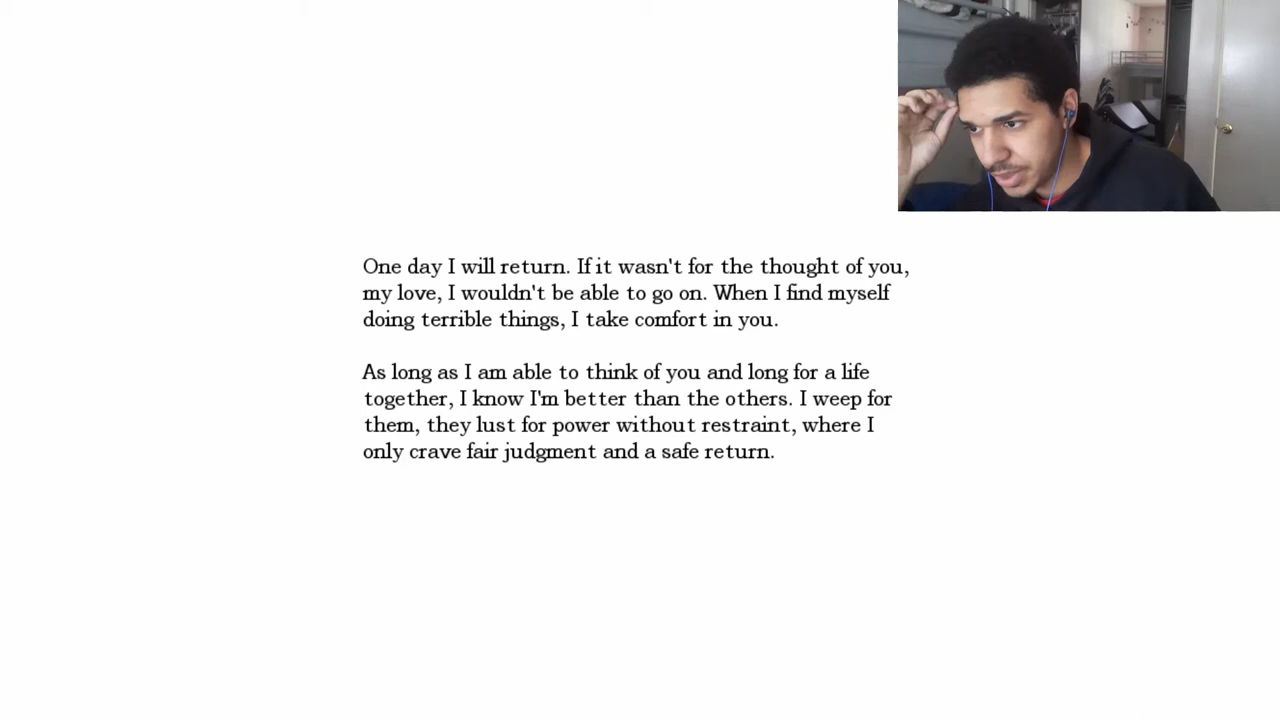 One day I will return. If it wasn't for the thought of you,
my love, I wouldn't be able to go on. When I find myself
doing terrible things, I take comfort in you.
As long as I am able to think of you and long for a life
together, I know I'm better than the others. I weep for
them, they lust for power without restraint, where I
only crave fair judgment and a safe return.